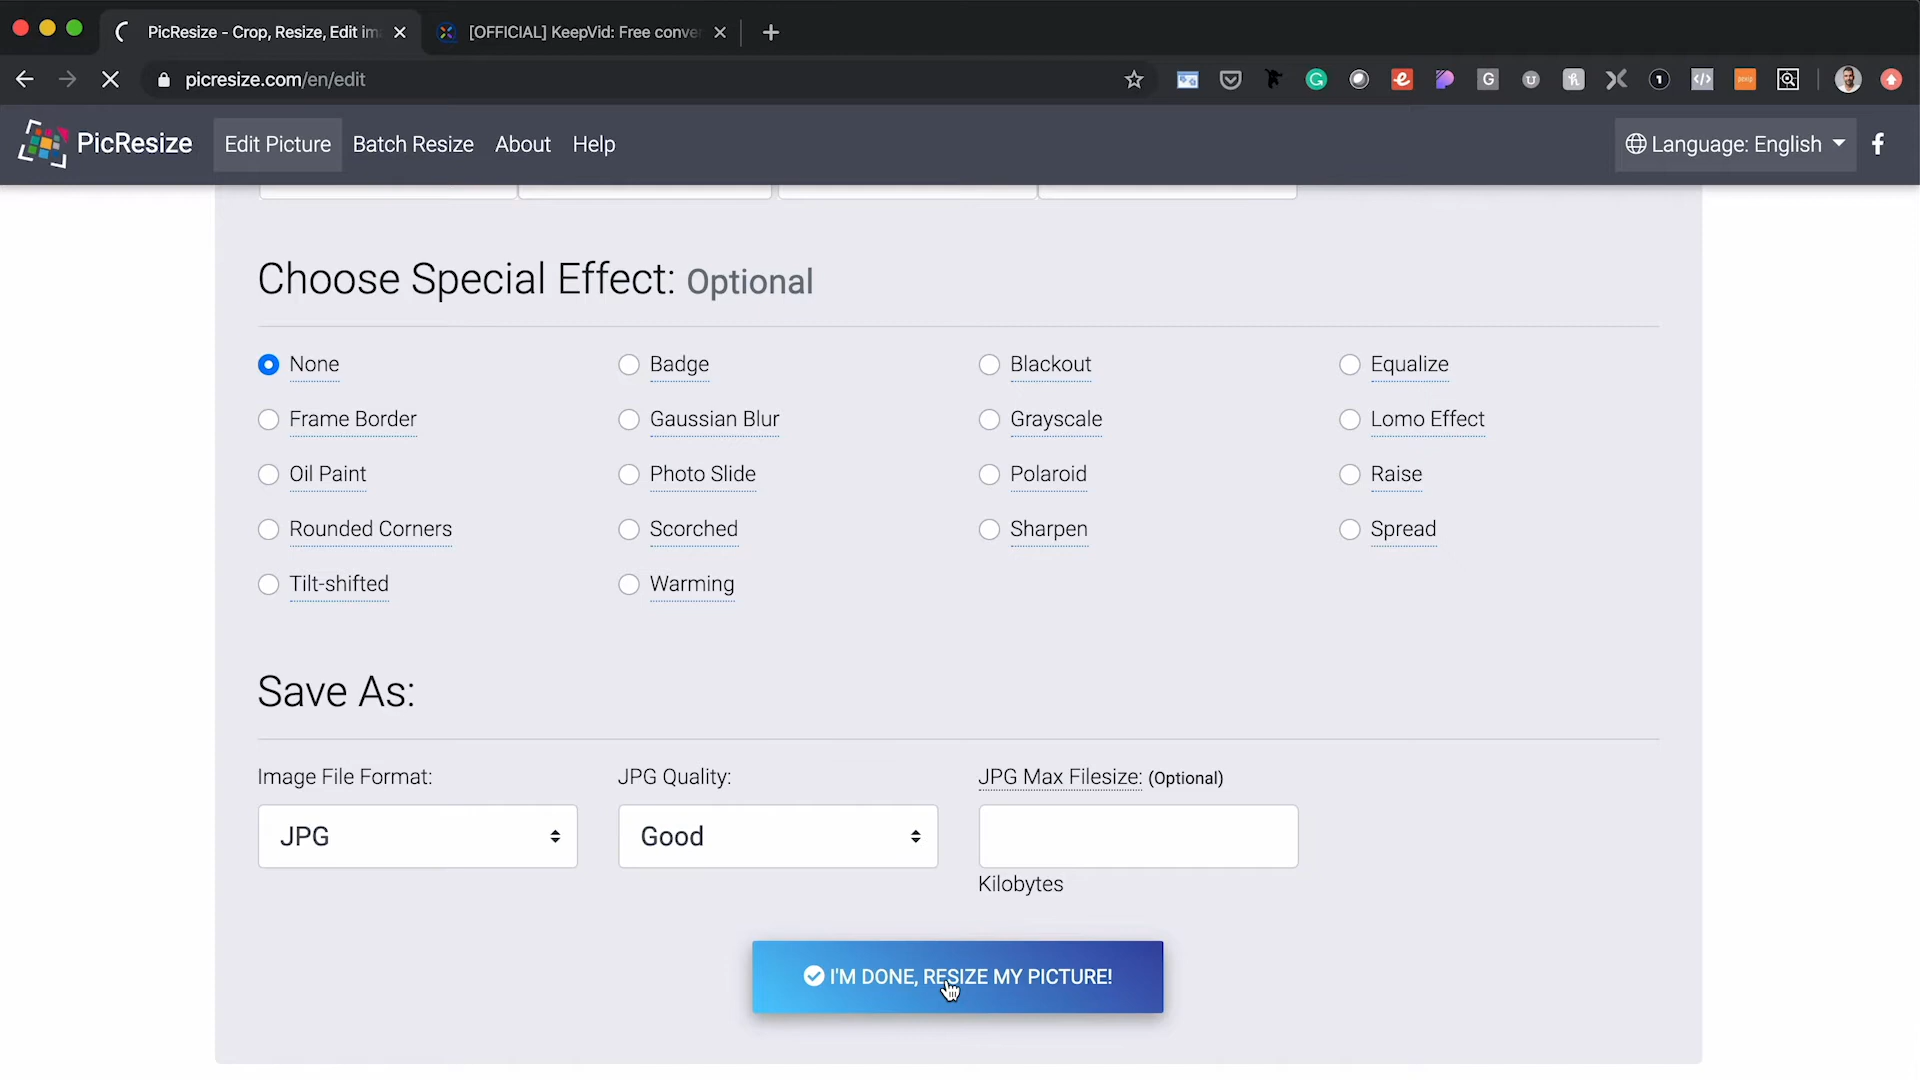 PicResize - Crop, Resize, Edit im
[OFFICIAL] KeepVid: Free conve
picresize.com/en/edit
PicResize
Edit Picture
Batch Resize
About
Help
Language: English
Choose Special Effect: Optional
None
Badge
Blackout
Equalize
Frame Border
Gaussian Blur
Grayscale
Lomo Effect
Oil Paint
Photo Slide
Polaroid
Raise
Rounded Corners
Scorched
Sharpen
Spread
Tilt-shifted
Warming
Save As:
Image File Format:
JPG Quality:
JPG Max Filesize: (Optional)
JPG
Good
Kilobytes
I'M DONE, RESIZE MY PICTURE!